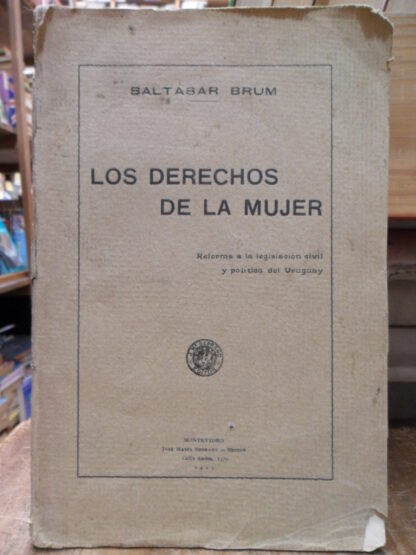 BALTASAR BRUM
LOS DERECHOS
DE LA MUJER
Reforma a la legislación civil
y política del Uruguay
MONTEVIDEO
José María Serrano — Editor
Calle